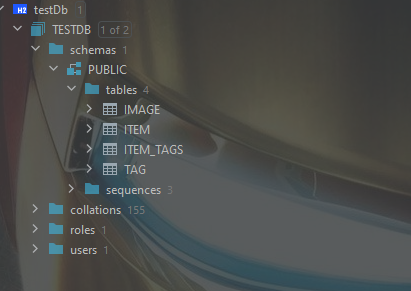 H2 testDb 1
TESTDB 1 of 2
schemas 1
PUBLIC
tables 4
IMAGE
ITEM
ITEM_TAGS
TAG
sequences 3
collations 155
roles 1
users 1